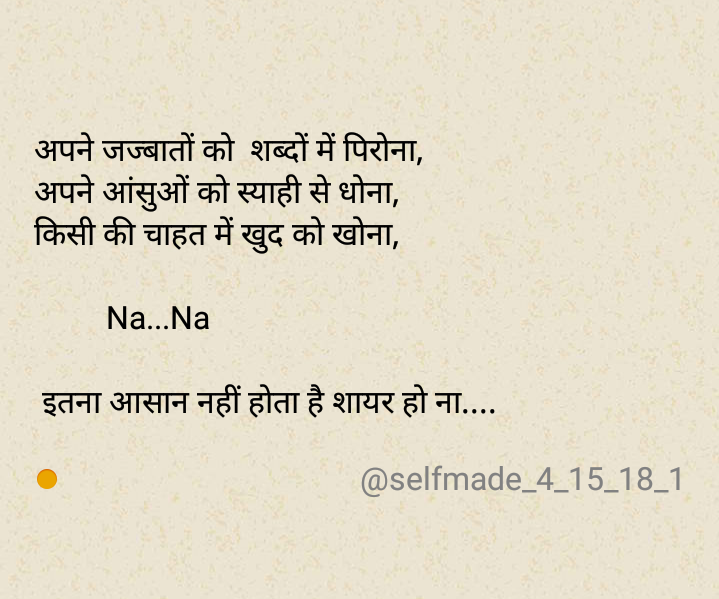 अपने जज्बातों को  शब्दों में पिरोना,
अपने आंसुओं को स्याही से धोना,
किसी की चाहत में खुद को खोना,
Na...Na
इतना आसान नहीं होता है शायर हो ना....
@selfmade_4_15_18_1